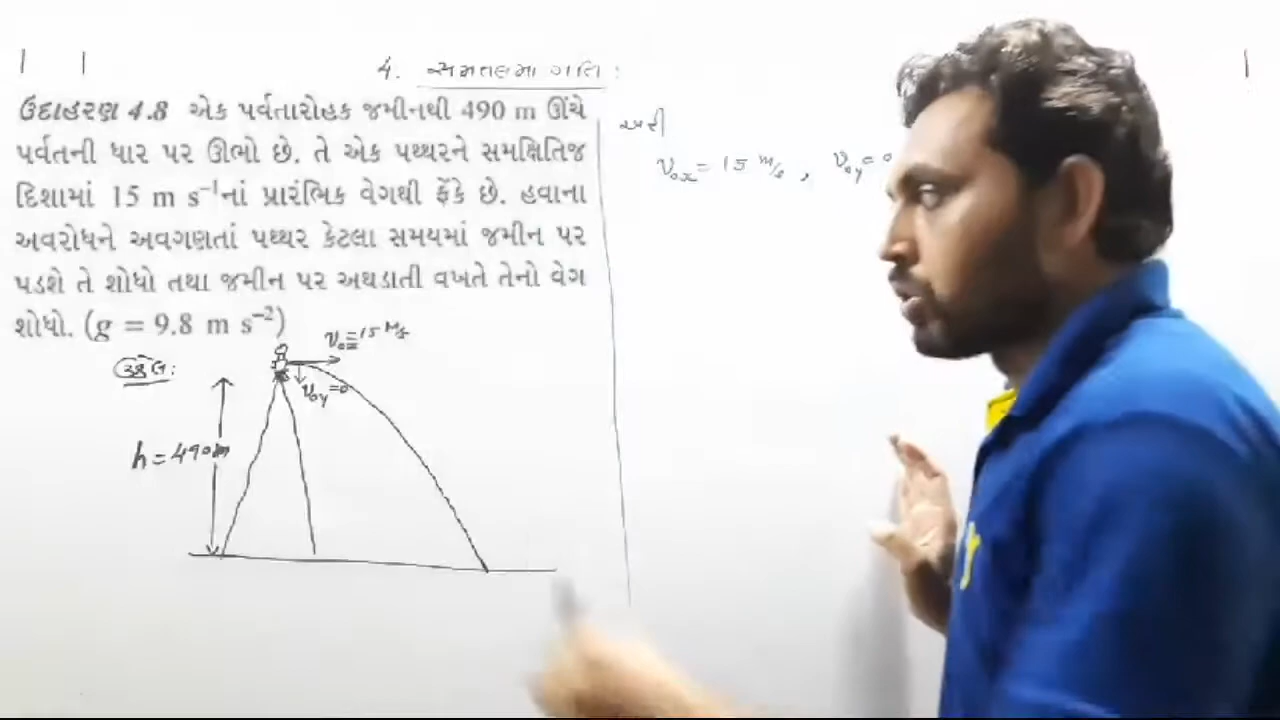 4. સમતલમાં ગતિ :
ઉદાહરણ 4.8 એક પર્વતારોહક જમીનથી 490 m ઊંચે
પર્વતની ધાર પર ઊભો છે. તે એક પથ્થરને સમક્ષિતિજ
દિશામાં 15 m s⁻¹નાં પ્રારંભિક વેગથી ફેંકે છે. હવાના
અવરોધને અવગણતાં પથ્થર કેટલા સમયમાં જમીન પર
પડશે તે શોધો તથા જમીન પર અથડાતી વખતે તેનો વેગ
શોધો. (g = 9.8 m s⁻²)
ઉકેલ:
v₀ₓ=15 m/s
v₀y=0
h=490m
અહી
v₀ₓ= 15 m/s , v₀y=0